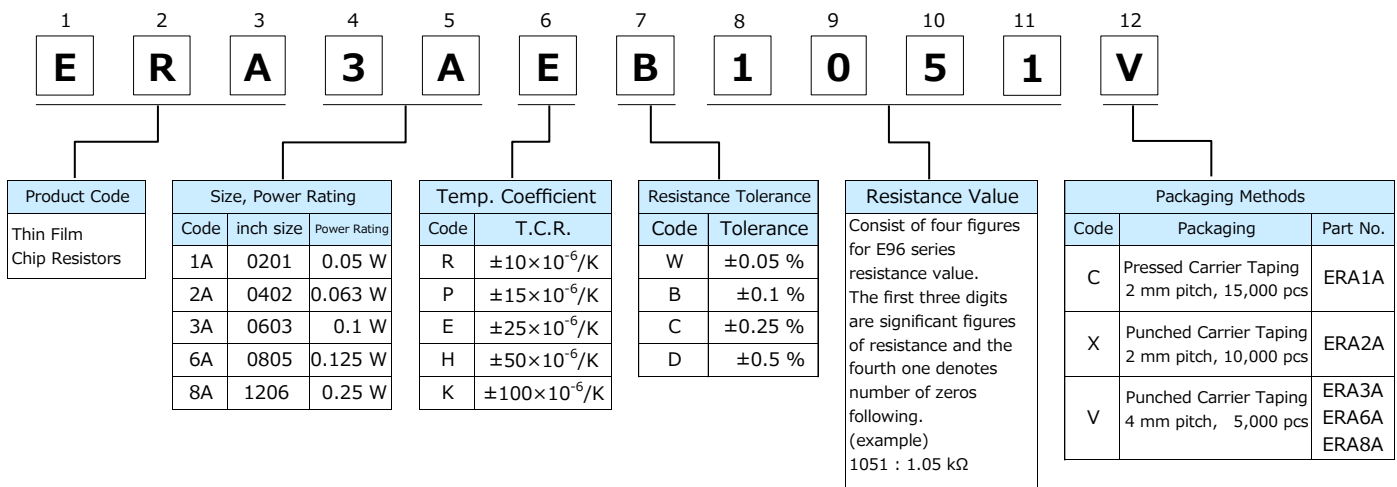 1 2 3 4 5 6 7 8 9 10 11 12
E R A 3 A E B 1 0 5 1 V
Product Code
Thin Film
Chip Resistors
Size, Power Rating
Code inch size Power Rating
1A 0201 0.05 W
2A 0402 0.063 W
3A 0603 0.1 W
6A 0805 0.125 W
8A 1206 0.25 W
Temp. Coefficient
Code T.C.R.
R ±10×10⁻⁶/K
P ±15×10⁻⁶/K
E ±25×10⁻⁶/K
H ±50×10⁻⁶/K
K ±100×10⁻⁶/K
Resistance Tolerance
Code Tolerance
W ±0.05 %
B ±0.1 %
C ±0.25 %
D ±0.5 %
Resistance Value
Consist of four figures
for E96 series
resistance value.
The first three digits
are significant figures
of resistance and the
fourth one denotes
number of zeros
following.
(example)
1051 : 1.05 kΩ
Packaging Methods
Code Packaging Part No.
C Pressed Carrier Taping
2 mm pitch, 15,000 pcs ERA1A
X Punched Carrier Taping
2 mm pitch, 10,000 pcs ERA2A
V Punched Carrier Taping
4 mm pitch, 5,000 pcs
ERA3A
ERA6A
ERA8A